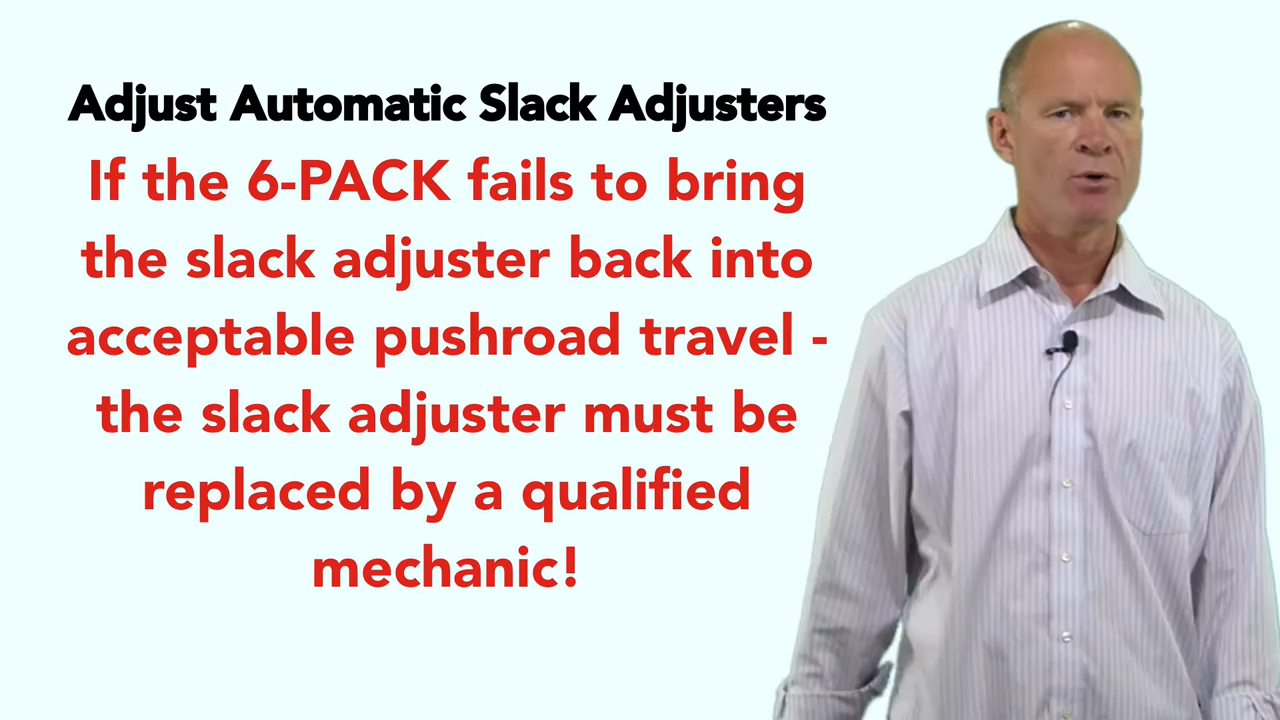 Adjust Automatic Slack Adjusters
If the 6-PACK fails to bring
the slack adjuster back into
acceptable pushroad travel -
the slack adjuster must be
replaced by a qualified
mechanic!